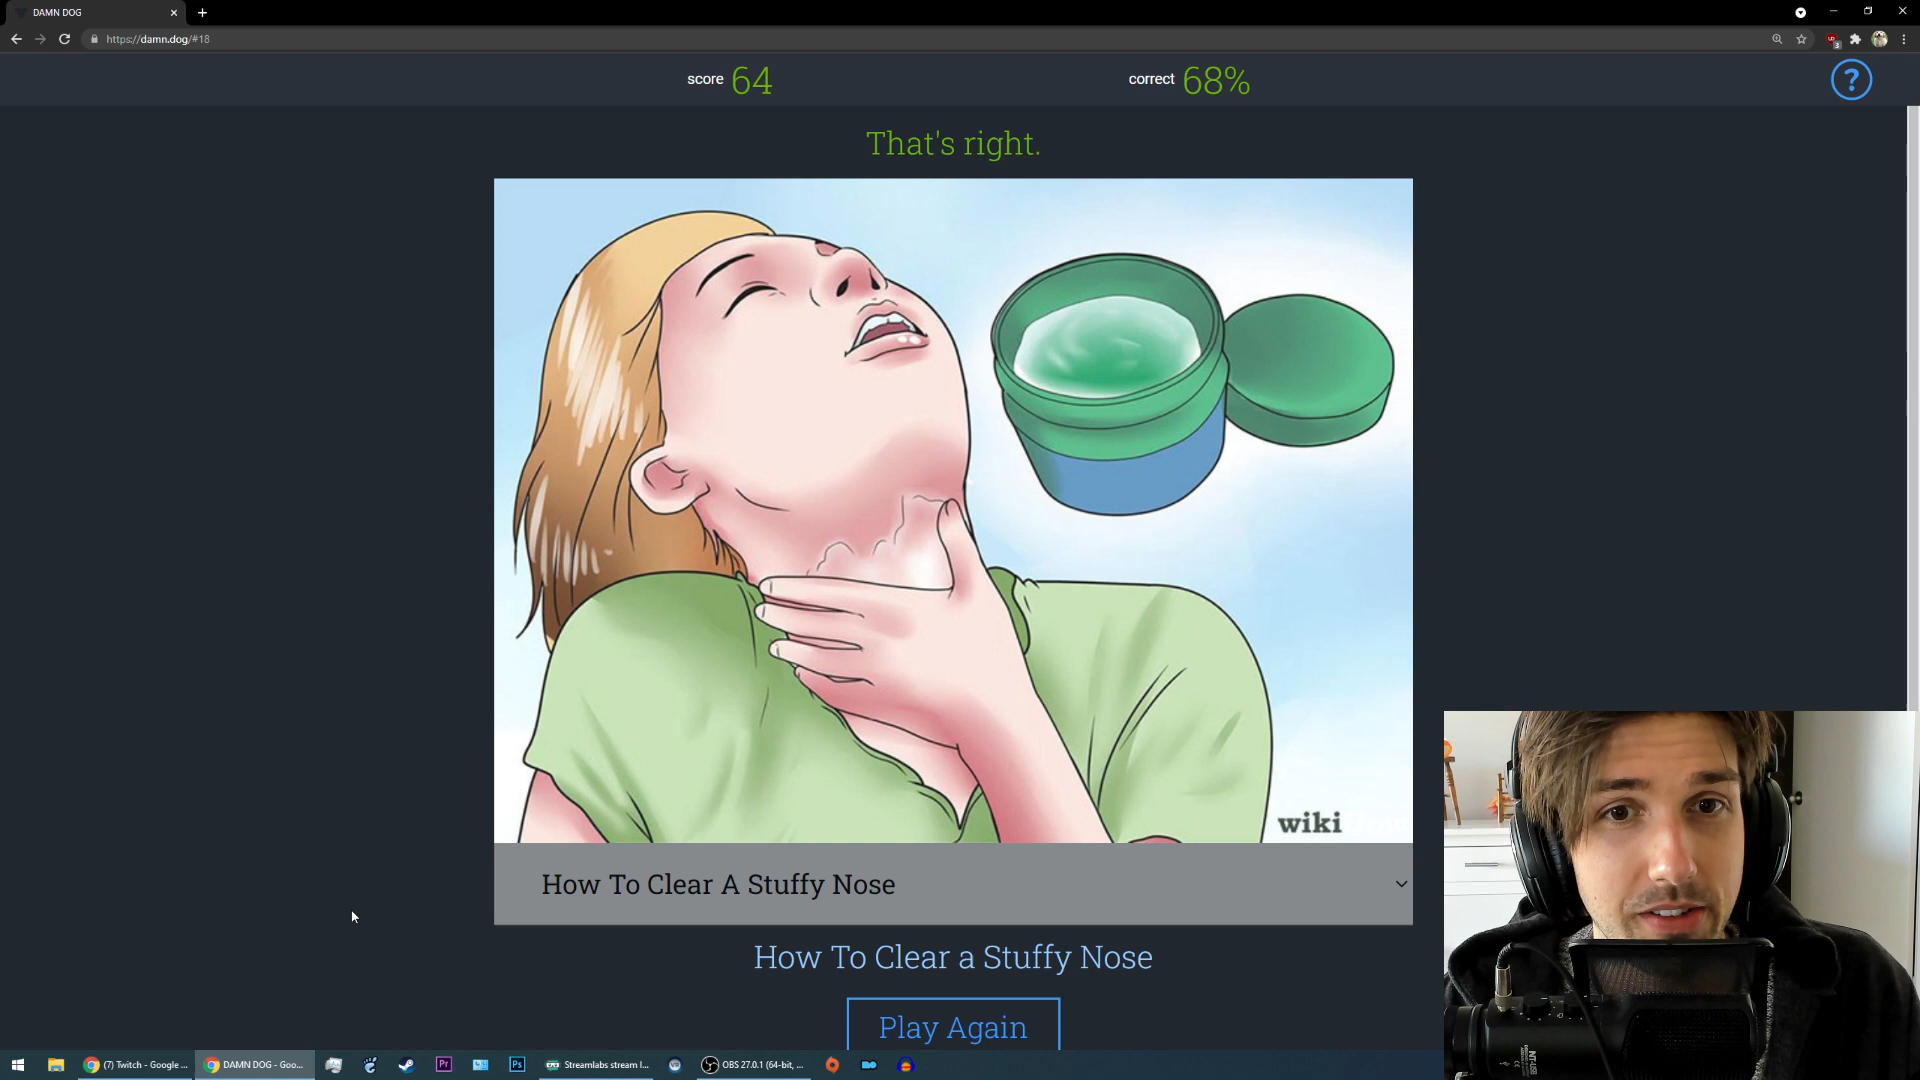 DAMN DOG
https://damn.dog/#18
score 64
correct 68%
?
That's right.
wiki
How To Clear A Stuffy Nose
How To Clear a Stuffy Nose
Play Again
(7) Twitch - Google ...
DAMN DOG - Goo...
Pr
Ps
Streamlabs stream l...
OBS 27.0.1 (64-bit, ...